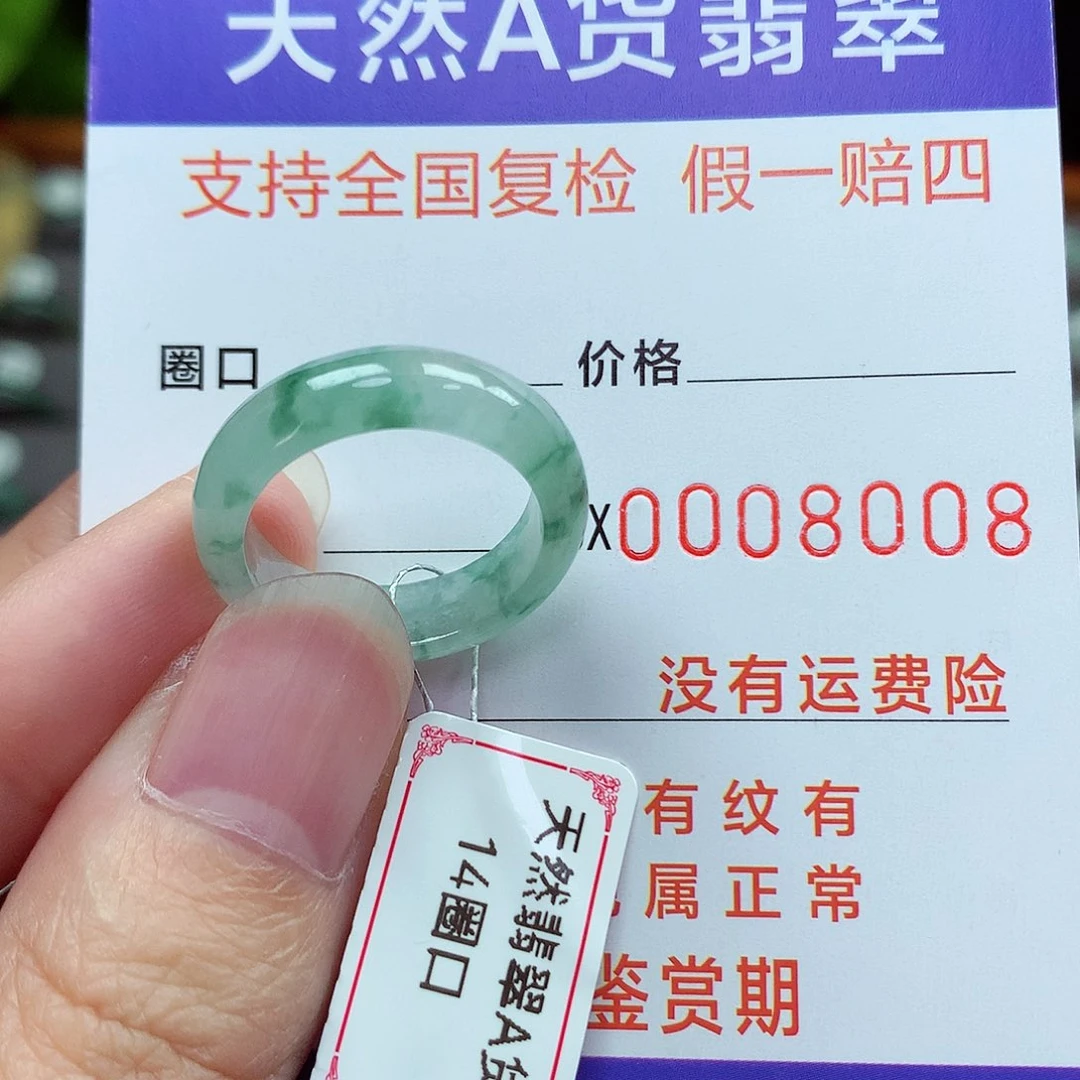 天然A货翡翠
支持全国复检 假一赔四
圈口 价格
X0008008
没有运费险
有纹有
属正常
鉴赏期
天然翡翠A货
14圈口